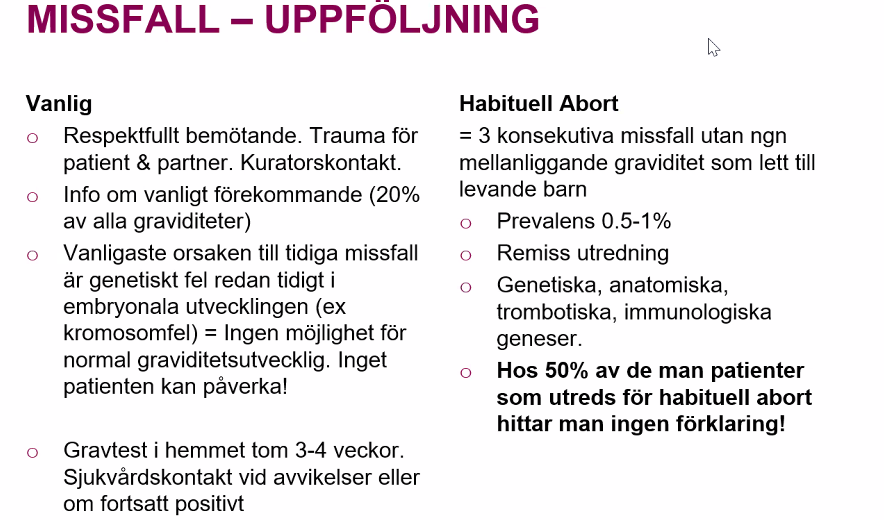 MISSFALL – UPPFÖLJNING
Vanlig
o Respektfullt bemötande. Trauma för
patient & partner. Kuratorskontakt.
o Info om vanligt förekommande (20%
av alla graviditeter)
o Vanligaste orsaken till tidiga missfall
är genetiskt fel redan tidigt i
embryonala utvecklingen (ex
kromosomfel) = Ingen möjlighet för
normal graviditetsutvecklig. Inget
patienten kan påverka!
o Gravtest i hemmet tom 3-4 veckor.
Sjukvårdskontakt vid avvikelser eller
om fortsatt positivt
Habituell Abort
= 3 konsekutiva missfall utan ngn
mellanliggande graviditet som lett till
levande barn
o Prevalens 0.5-1%
o Remiss utredning
o Genetiska, anatomiska,
trombotiska, immunologiska
geneser.
o Hos 50% av de man patienter
som utreds för habituell abort
hittar man ingen förklaring!